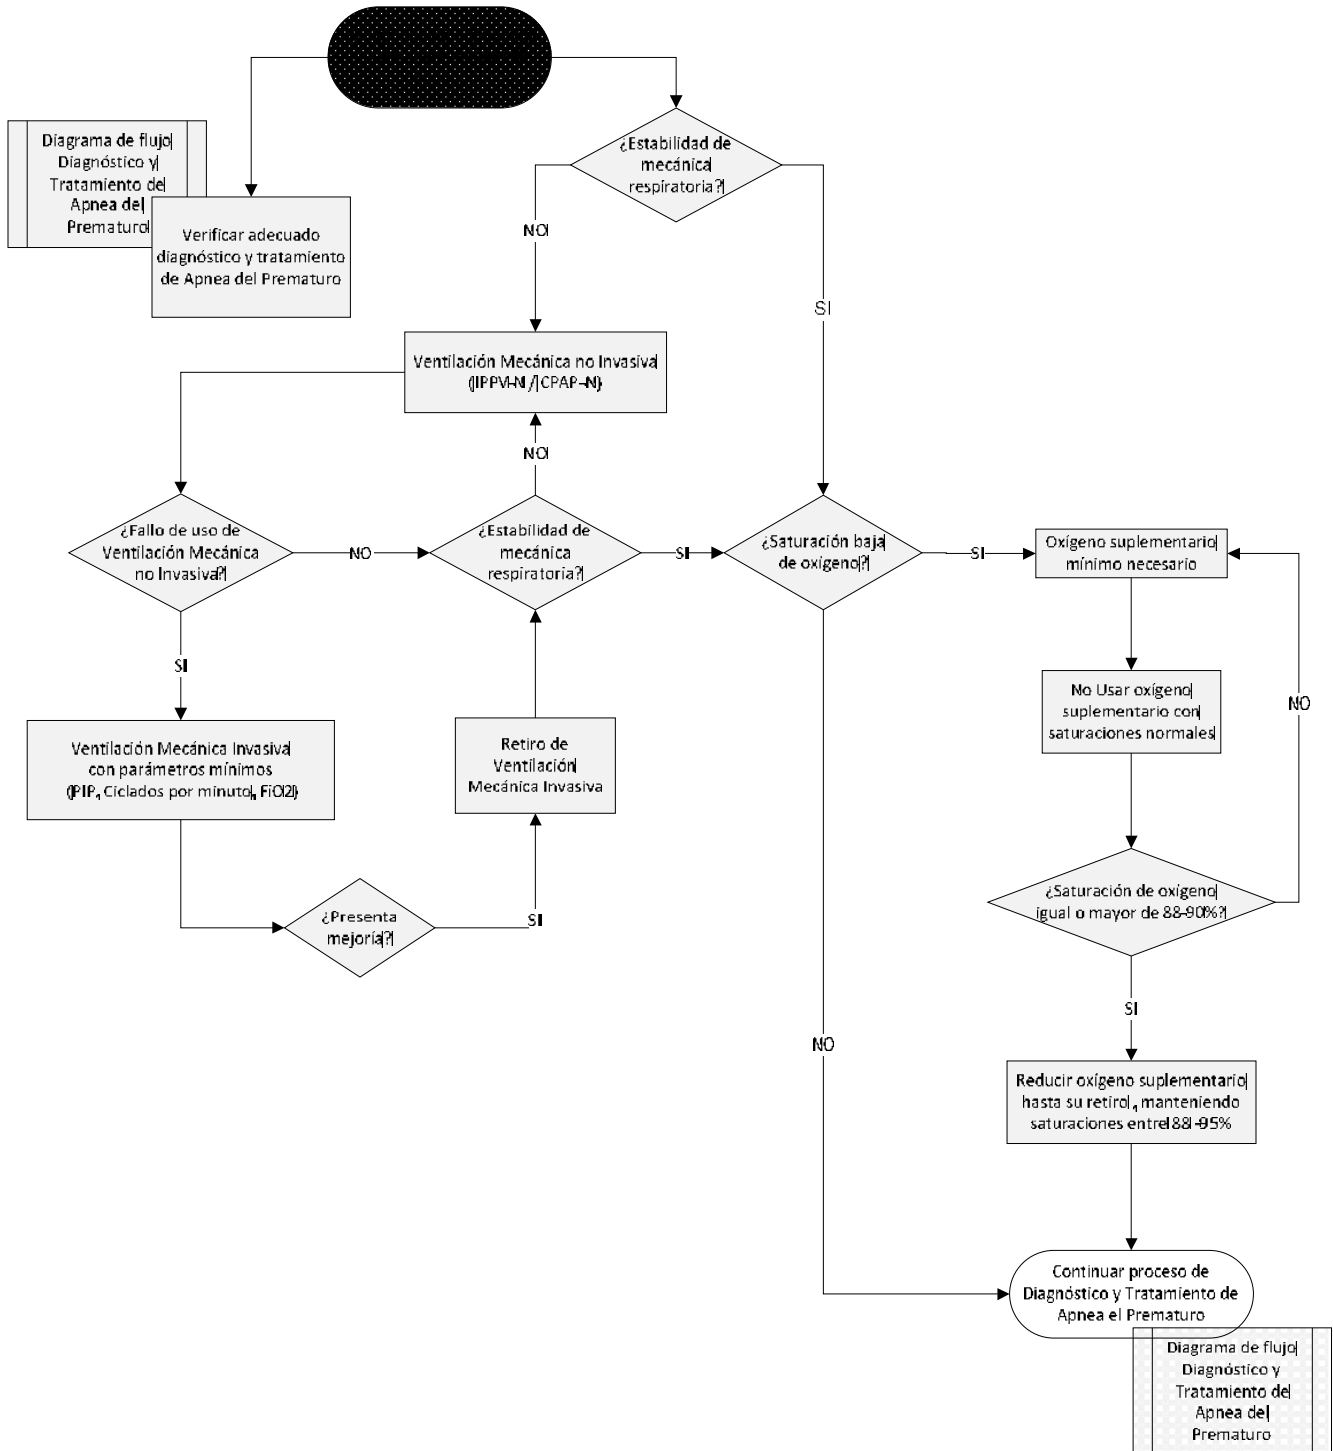 Diagrama de flujo
Diagnóstico y
Tratamiento de
Apnea del
Prematuro
Verificar adecuado
diagnóstico y tratamiento
de Apnea del Prematuro
¿Estabilidad de
mecánica
respiratoria?
NO
SI
Ventilación Mecánica no Invasiva
(IPPV-N / CPAP-N)
NO
¿Fallo de uso de
Ventilación Mecánica
no Invasiva?
NO
¿Estabilidad de
mecánica
respiratoria?
SI
¿Saturación baja
de oxígeno?
SI
Oxígeno suplementario
mínimo necesario
SI
Ventilación Mecánica Invasiva
con parámetros mínimos
(PIP, Ciclados por minuto, FiO2)
Retiro de
Ventilación
Mecánica Invasiva
No Usar oxígeno
suplementario con
saturaciones normales
NO
¿Presenta
mejoría?
SI
¿Saturación de oxígeno
igual o mayor de 88-90%?
SI
NO
Reducir oxígeno suplementario
hasta su retiro, manteniendo
saturaciones entre 88-95%
Continuar proceso de
Diagnóstico y Tratamiento de
Apnea el Prematuro
Diagrama de flujo
Diagnóstico y
Tratamiento de
Apnea del
Prematuro